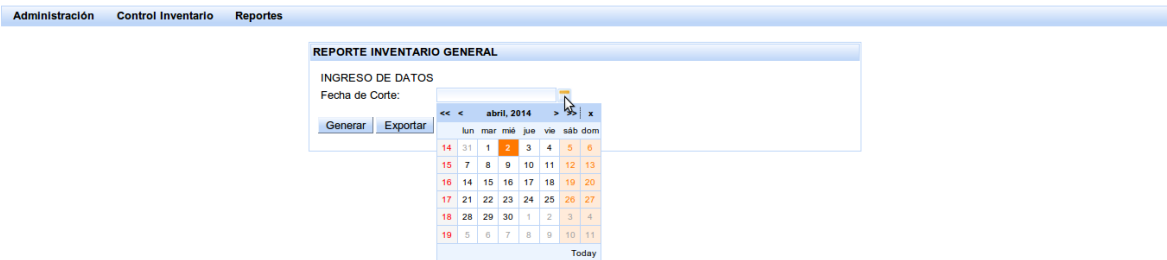 Administración Control Inventario Reportes
REPORTE INVENTARIO GENERAL
INGRESO DE DATOS
Fecha de Corte:
<< < abril, 2014 > >> x
Generar Exportar
lun mar mié jue vie sáb dom
14 31 1 2 3 4 5 6
15 7 8 9 10 11 12 13
16 14 15 16 17 18 19 20
17 21 22 23 24 25 26 27
18 28 29 30 1 2 3 4
19 5 6 7 8 9 10 11
Today